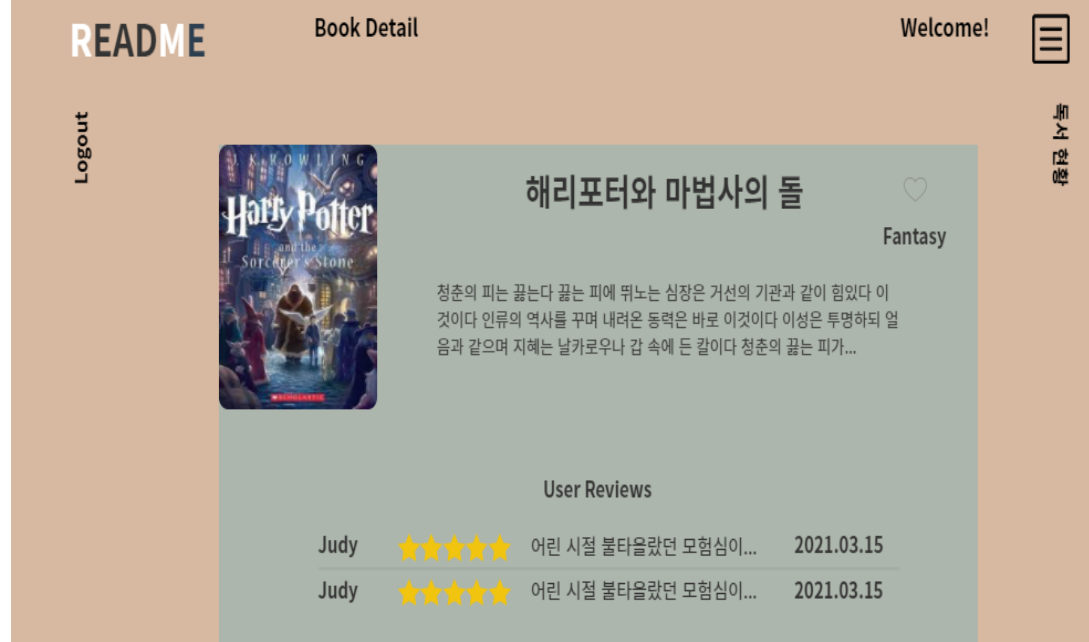 README
Book Detail
Welcome!
Logout
독서 현황
J. K. ROWLING
Harry Potter
and the
Sorcerer's Stone
SCHOLASTIC
해리포터와 마법사의 돌
Fantasy
청춘의 피는 끓는다 끓는 피에 뛰노는 심장은 거선의 기관과 같이 힘있다 이
것이다 인류의 역사를 꾸며 내려온 동력은 바로 이것이다 이성은 투명하되 얼
음과 같으며 지혜는 날카로우나 갑 속에 든 칼이다 청춘의 끓는 피가...
User Reviews
Judy 어린 시절 불타올랐던 모험심이... 2021.03.15
Judy 어린 시절 불타올랐던 모험심이... 2021.03.15